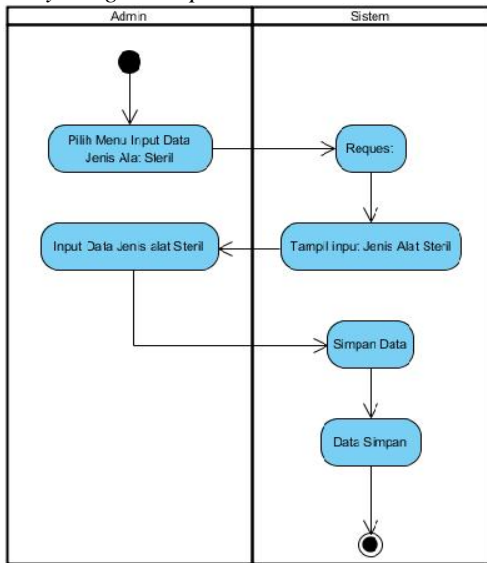 Admin
Sistem
Pilih Menu Input Data
Jenis Alat Steril
Request
Input Data Jenis alat Steril
Tampil input Jenis Alat Steril
Simpan Data
Data Simpan